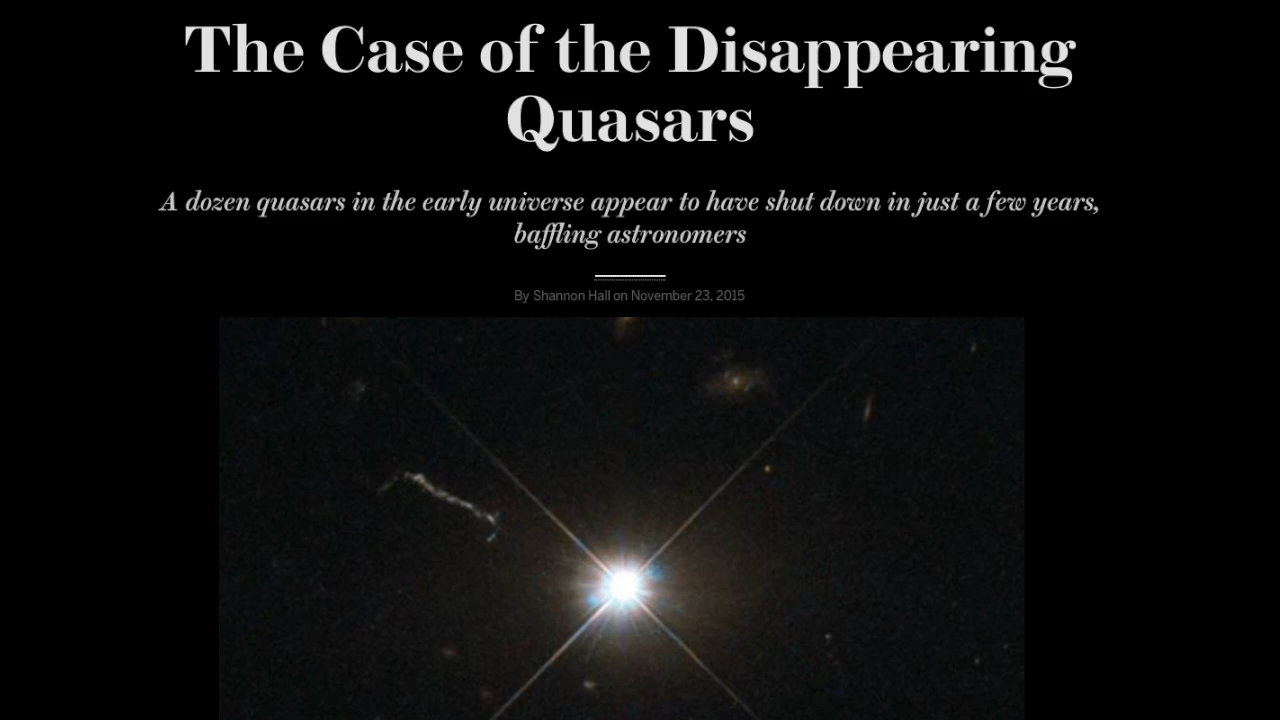 The Case of the Disappearing
Quasars
A dozen quasars in the early universe appear to have shut down in just a few years,
baffling astronomers
By Shannon Hall on November 23, 2015